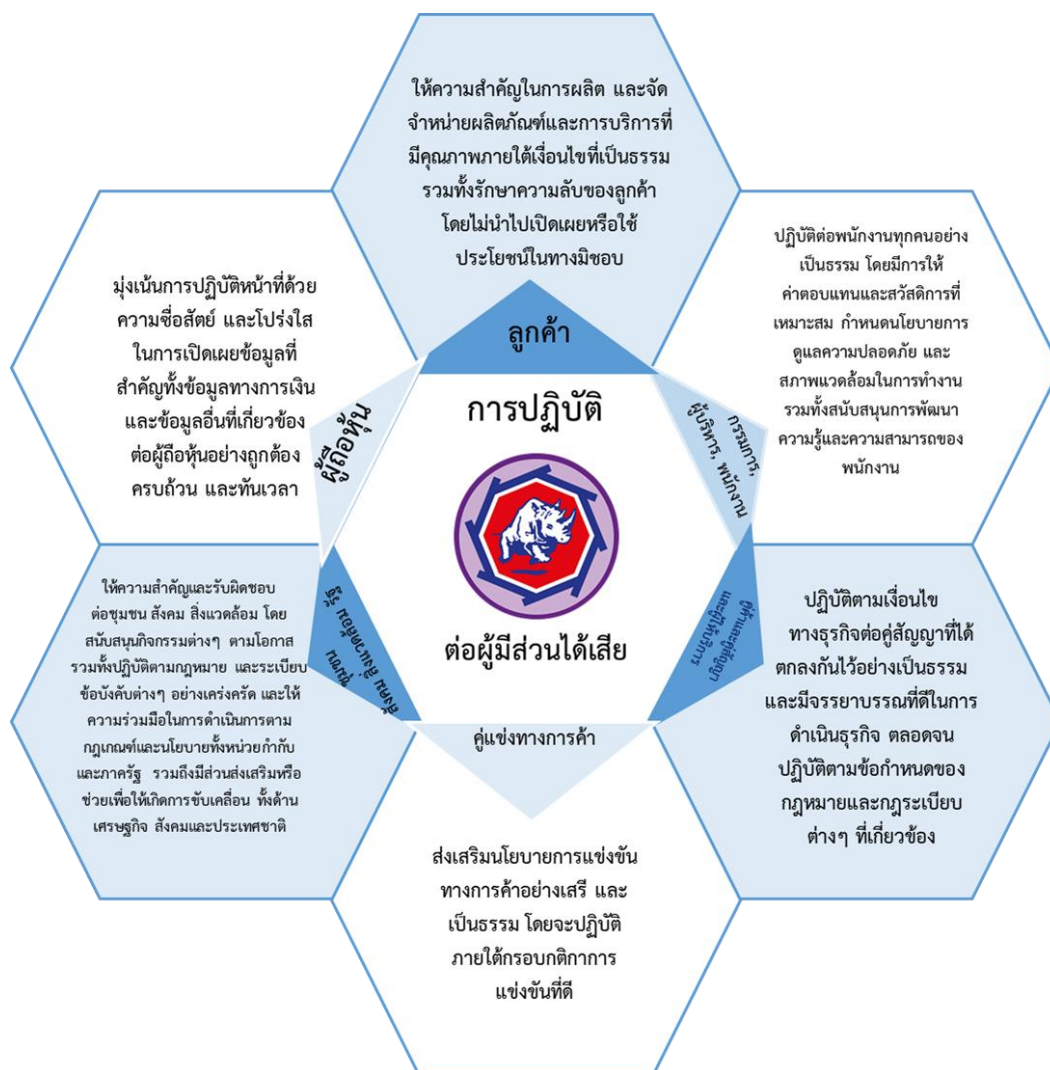 ให้ความสำคัญในการผลิต และจัด
จำหน่ายผลิตภัณฑ์และการบริการที่
มีคุณภาพภายใต้เงื่อนไขที่เป็นธรรม
รวมทั้งรักษาความลับของลูกค้า
โดยไม่นำไปเปิดเผยหรือใช้
ประโยชน์ในทางมิชอบ
ลูกค้า
ปฏิบัติต่อพนักงานทุกคนอย่าง
เป็นธรรม โดยมีการให้
ค่าตอบแทนและสวัสดิการที่
เหมาะสม กำหนดนโยบายการ
ดูแลความปลอดภัย และ
สภาพแวดล้อมในการทำงาน
รวมทั้งสนับสนุนการพัฒนา
ความรู้และความสามารถของ
พนักงาน
กรรมการ,
ผู้บริหาร, พนักงาน
มุ่งเน้นการปฏิบัติหน้าที่ด้วย
ความซื่อสัตย์ และโปร่งใส
ในการเปิดเผยข้อมูลที่
สำคัญทั้งข้อมูลทางการเงิน
และข้อมูลอื่นที่เกี่ยวข้อง
ต่อผู้ถือหุ้นอย่างถูกต้อง
ครบถ้วน และทันเวลา
ผู้ถือหุ้น
การปฏิบัติ
ต่อผู้มีส่วนได้เสีย
ให้ความสำคัญและรับผิดชอบ
ต่อชุมชน สังคม สิ่งแวดล้อม โดย
สนับสนุนกิจกรรมต่างๆ ตามโอกาส
รวมทั้งปฏิบัติตามกฎหมาย และระเบียบ
ข้อบังคับต่างๆ อย่างเคร่งครัด และให้
ความร่วมมือในการดำเนินการตาม
กฎเกณฑ์และนโยบายทั้งหน่วยกำกับ
และภาครัฐ รวมถึงมีส่วนส่งเสริมหรือ
ช่วยเพื่อให้เกิดการขับเคลื่อน ทั้งด้าน
เศรษฐกิจ สังคมและประเทศชาติ
ชุมชน
สังคม สิ่งแวดล้อม รัฐ
คู่ค้าและคู่สัญญา
และผู้ให้บริการ
ปฏิบัติตามเงื่อนไข
ทางธุรกิจต่อคู่สัญญาที่ได้
ตกลงกันไว้อย่างเป็นธรรม
และมีจรรยาบรรณที่ดีในการ
ดำเนินธุรกิจ ตลอดจน
ปฏิบัติตามข้อกำหนดของ
กฎหมายและกฎระเบียบ
ต่างๆ ที่เกี่ยวข้อง
คู่แข่งทางการค้า
ส่งเสริมนโยบายการแข่งขัน
ทางการค้าอย่างเสรี และ
เป็นธรรม โดยจะปฏิบัติ
ภายใต้กรอบกติกาการ
แข่งขันที่ดี